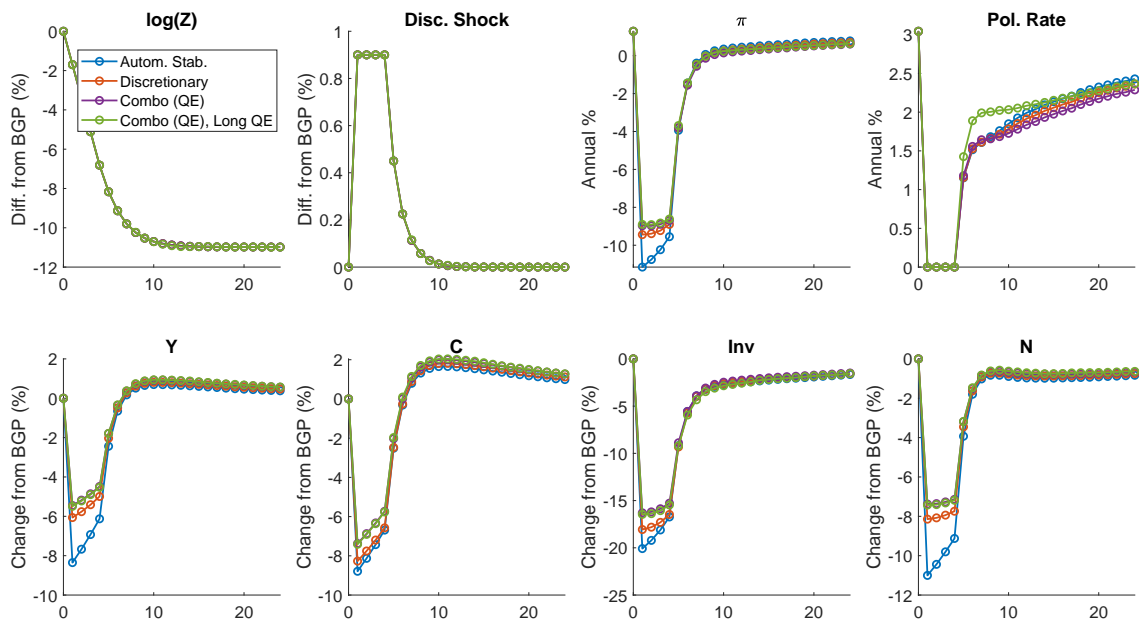 log(Z)
Diff. from BGP (%)
0
-2
-4
-6
-8
-10
-12
0 10 20
Autom. Stab.
Discretionary
Combo (QE)
Combo (QE), Long QE
Disc. Shock
Diff. from BGP (%)
1
0.8
0.6
0.4
0.2
0
0 10 20
π
Annual %
0
-5
-10
0 10 20
Pol. Rate
Annual %
3
2.5
2
1.5
1
0.5
0
0 10 20
Y
Change from BGP (%)
2
0
-2
-4
-6
-8
-10
0 10 20
C
Change from BGP (%)
2
0
-2
-4
-6
-8
-10
0 10 20
Inv
Change from BGP (%)
0
-5
-10
-15
-20
-25
0 10 20
N
Change from BGP (%)
0
-2
-4
-6
-8
-10
-12
0 10 20